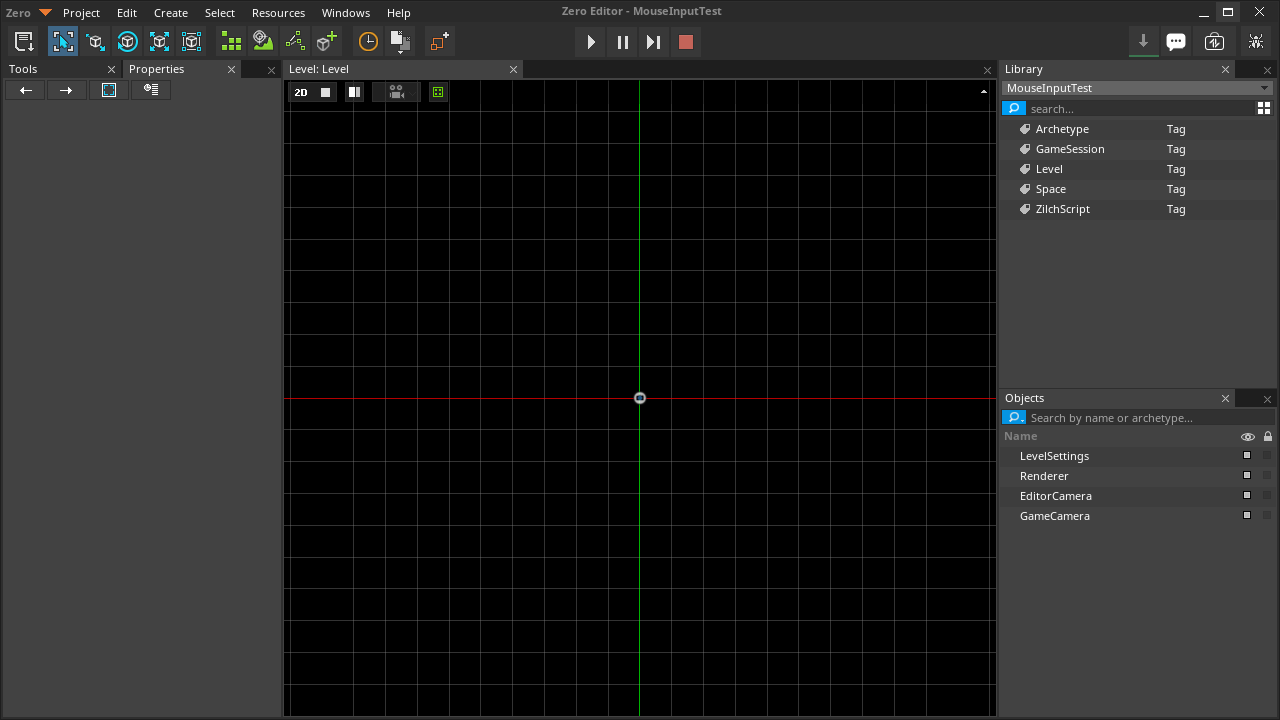 Zero Project Edit Create Select Resources Windows Help Zero Editor - MouseInputTest
Tools Properties Level: Level Library
MouseInputTest
2D
search...
Archetype Tag
GameSession Tag
Level Tag
Space Tag
ZilchScript Tag
Objects
Search by name or archetype...
Name
LevelSettings
Renderer
EditorCamera
GameCamera